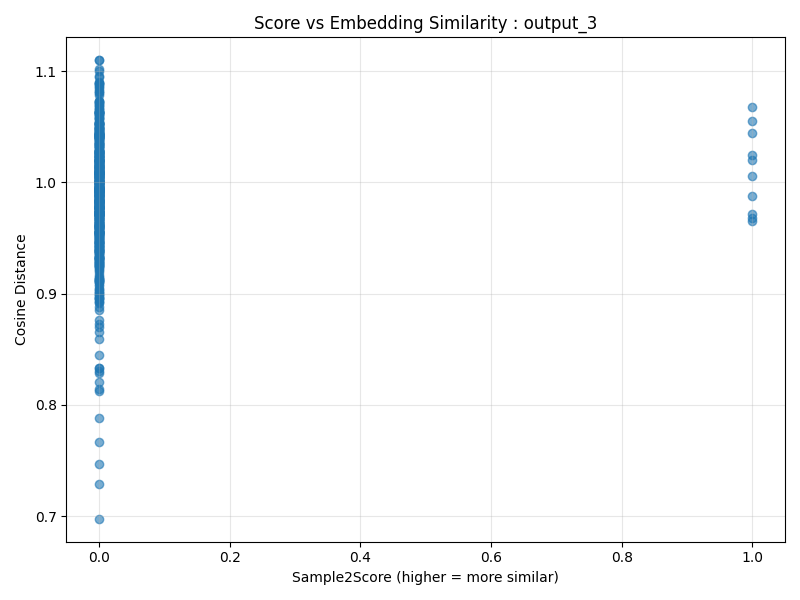 Score vs Embedding Similarity : output_3
Cosine Distance
1.1
1.0
0.9
0.8
0.7
0.0 0.2 0.4 0.6 0.8 1.0
Sample2Score (higher = more similar)